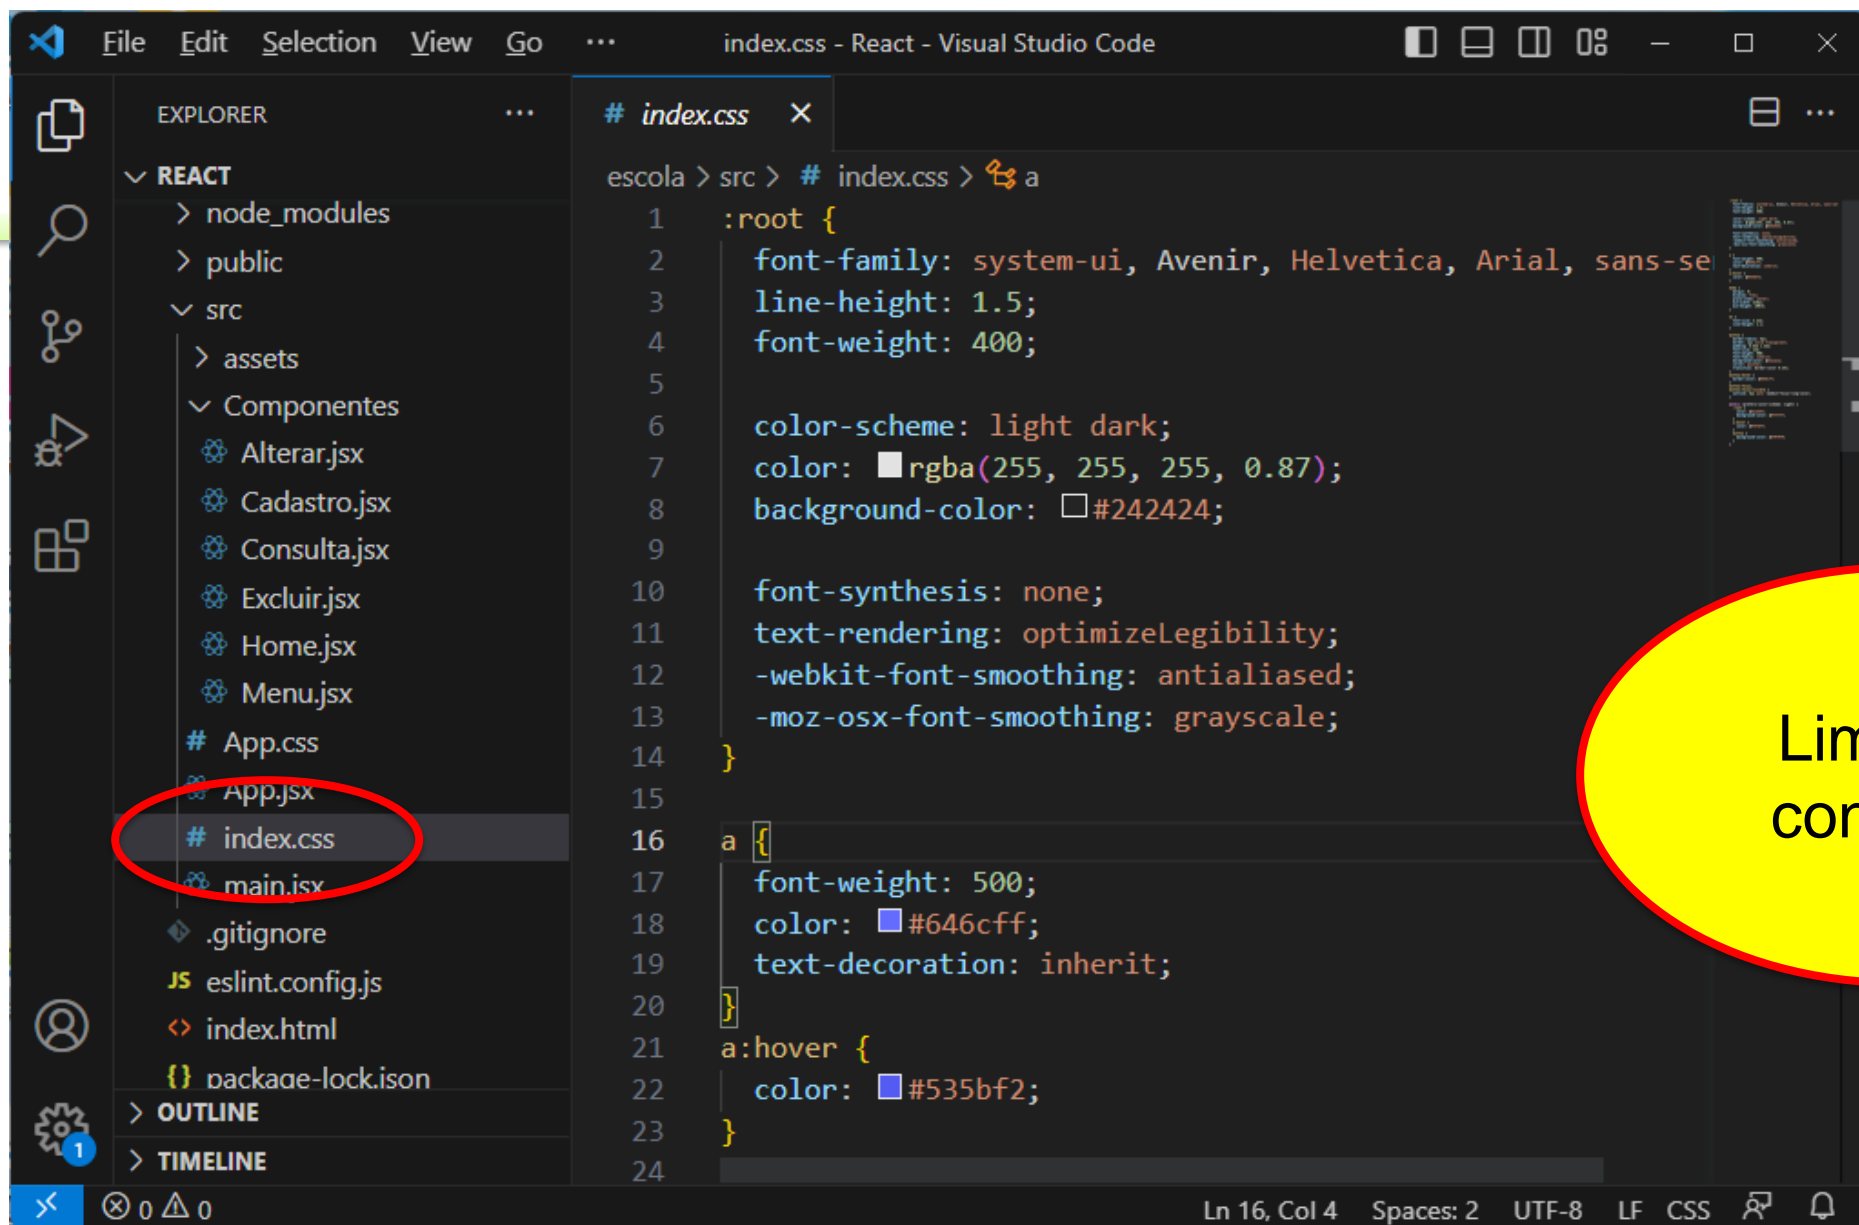 File Edit Selection View Go ··· index.css - React - Visual Studio Code
EXPLORER ···
REACT
node_modules
public
src
assets
Componentes
Alterar.jsx
Cadastro.jsx
Consulta.jsx
Excluir.jsx
Home.jsx
Menu.jsx
# App.css
App.jsx
# index.css
main.jsx
.gitignore
JS eslint.config.js
<> index.html
{} package-lock.json
OUTLINE
TIMELINE
1
# index.css
escola > src > # index.css > a
1 :root {
2 font-family: system-ui, Avenir, Helvetica, Arial, sans-se
3 line-height: 1.5;
4 font-weight: 400;
5
6 color-scheme: light dark;
7 color: rgba(255, 255, 255, 0.87);
8 background-color: #242424;
9
10 font-synthesis: none;
11 text-rendering: optimizeLegibility;
12 -webkit-font-smoothing: antialiased;
13 -moz-osx-font-smoothing: grayscale;
14 }
15
16 a {
17 font-weight: 500;
18 color: #646cff;
19 text-decoration: inherit;
20 }
21 a:hover {
22 color: #535bf2;
23 }
24
0 0 Ln 16, Col 4 Spaces: 2 UTF-8 LF CSS